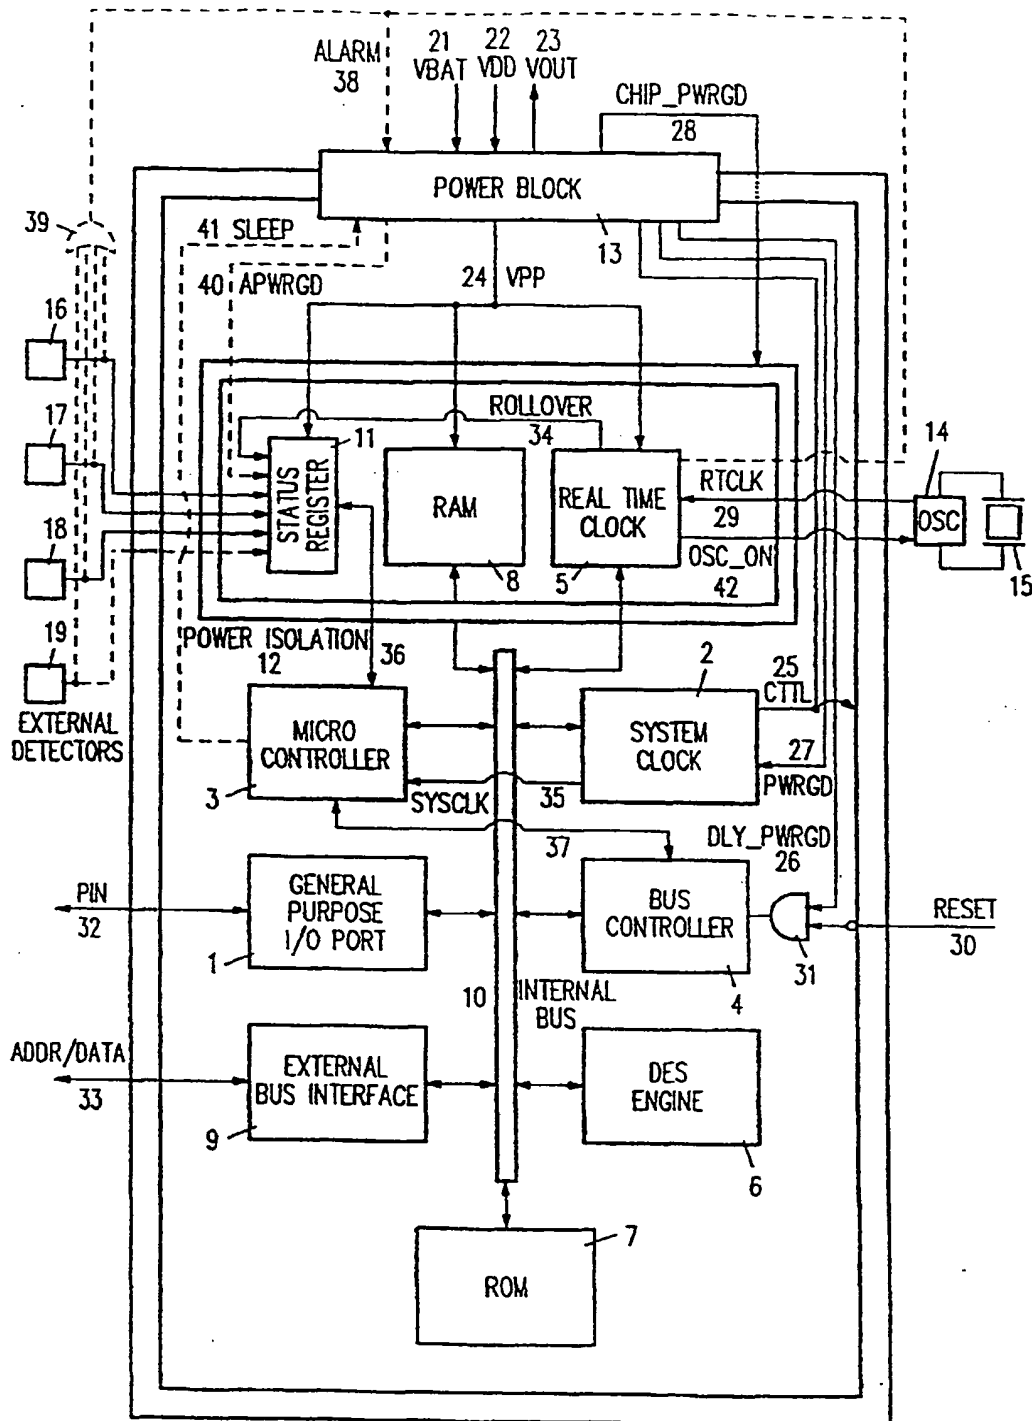 ALARM
38
21
VBAT
22
VDD
23
VOUT
CHIP_PWRGD
28
POWER BLOCK
13
39
41 SLEEP
40 APWRGD
24 VPP
16
17
18
19
EXTERNAL
DETECTORS
ROLLOVER
34
11
STATUS
REGISTER
RAM
8
REAL TIME
CLOCK
5
RTCLK
29
OSC_ON
42
14
OSC
15
POWER ISOLATION
12
36
MICRO
CONTROLLER
3
SYSCLK
35
2
SYSTEM
CLOCK
25
CTTL
27
PWRGD
37
DLY_PWRGD
26
PIN
32
GENERAL
PURPOSE
I/O PORT
1
BUS
CONTROLLER
4
31
RESET
30
10
INTERNAL
BUS
ADDR/DATA
33
EXTERNAL
BUS INTERFACE
9
DES
ENGINE
6
7
ROM